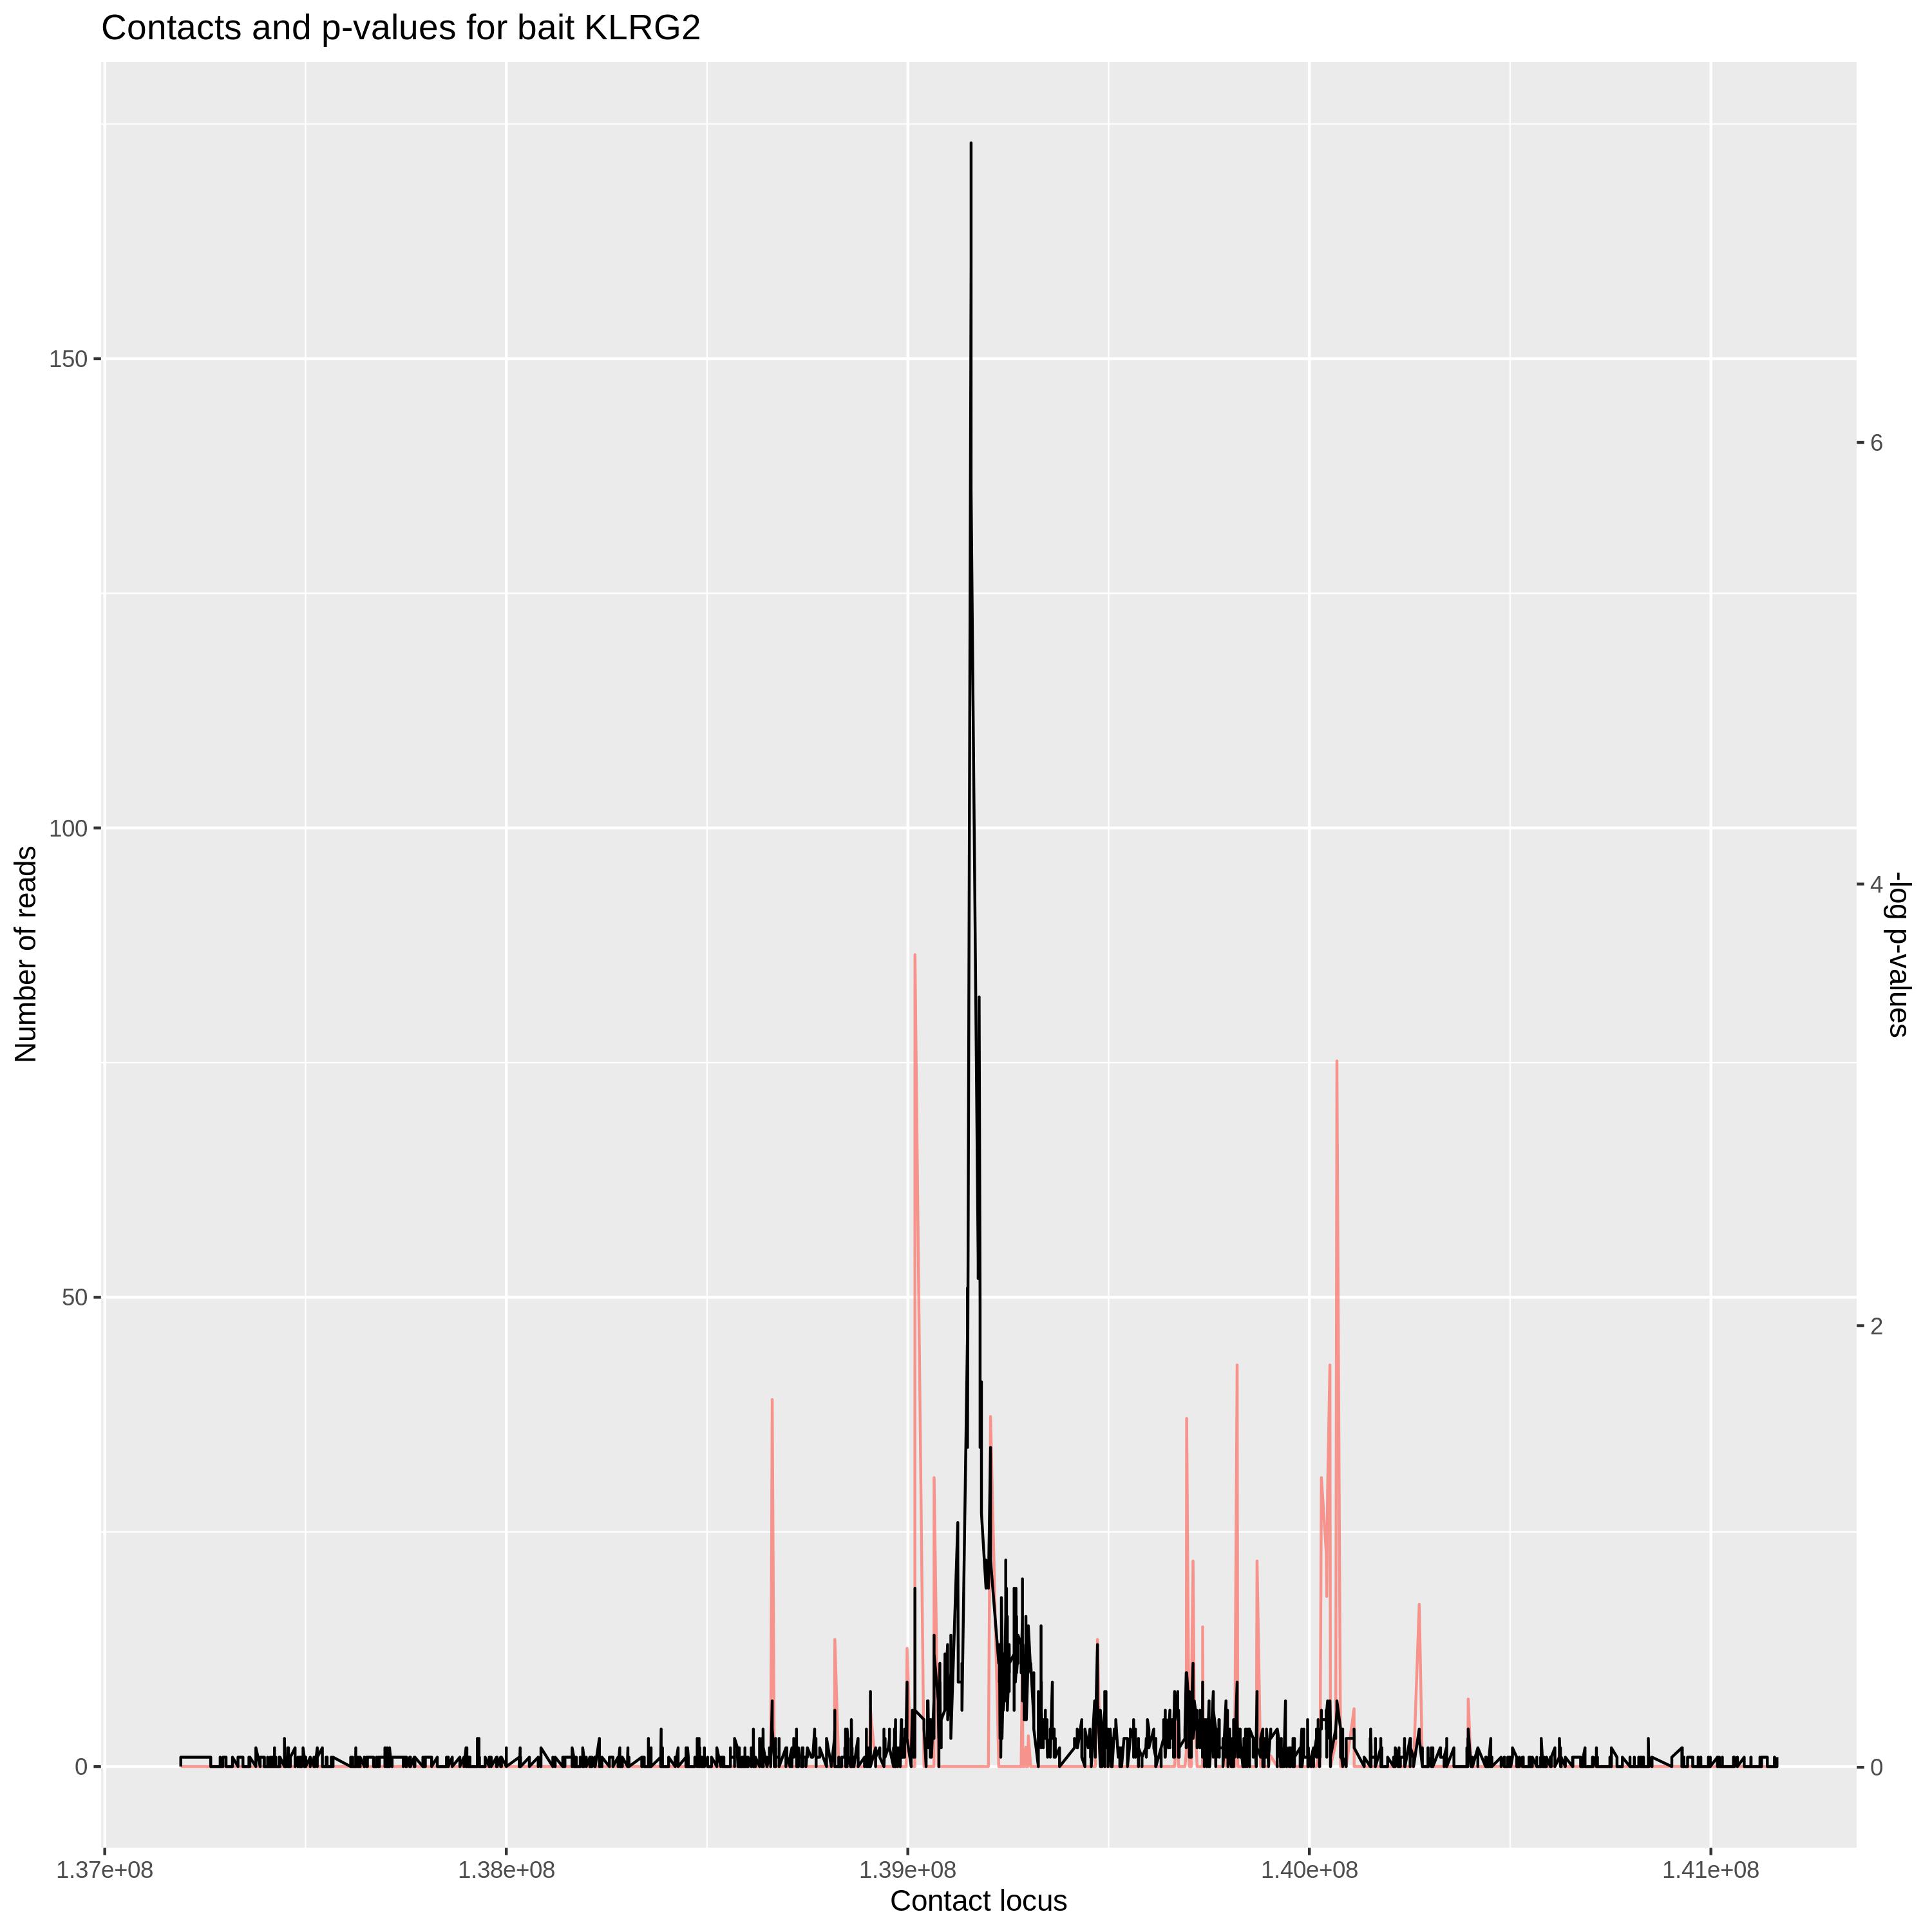 Contacts and p-values for bait KLRG2
150
100
50
0
Number of reads
6
4
2
0
-log p-values
1.37e+08 1.38e+08 1.39e+08 1.40e+08 1.41e+08
Contact locus